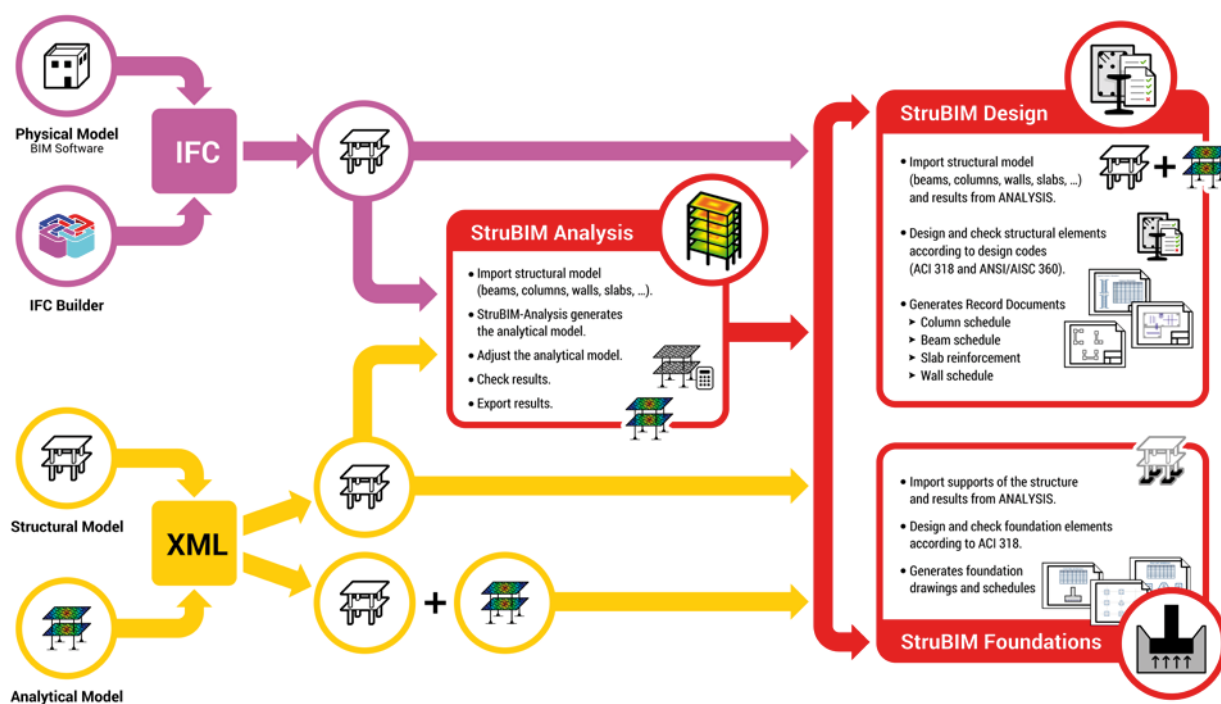 Physical Model
BIM Software
IFC
IFC Builder
StruBIM Analysis
• Import structural model
(beams, columns, walls, slabs, ...).
• StruBIM-Analysis generates
the analytical model.
• Adjust the analytical model.
• Check results.
• Export results.
Structural Model
XML
Analytical Model
+
StruBIM Design
• Import structural model
(beams, columns, walls, slabs, ...)
and results from ANALYSIS.
+
• Design and check structural elements
according to design codes
(ACI 318 and ANSI/AISC 360).
• Generates Record Documents
➤ Column schedule
➤ Beam schedule
➤ Slab reinforcement
➤ Wall schedule
• Import supports of the structure
and results from ANALYSIS.
• Design and check foundation elements
according to ACI 318.
• Generates foundation
drawings and schedules
StruBIM Foundations